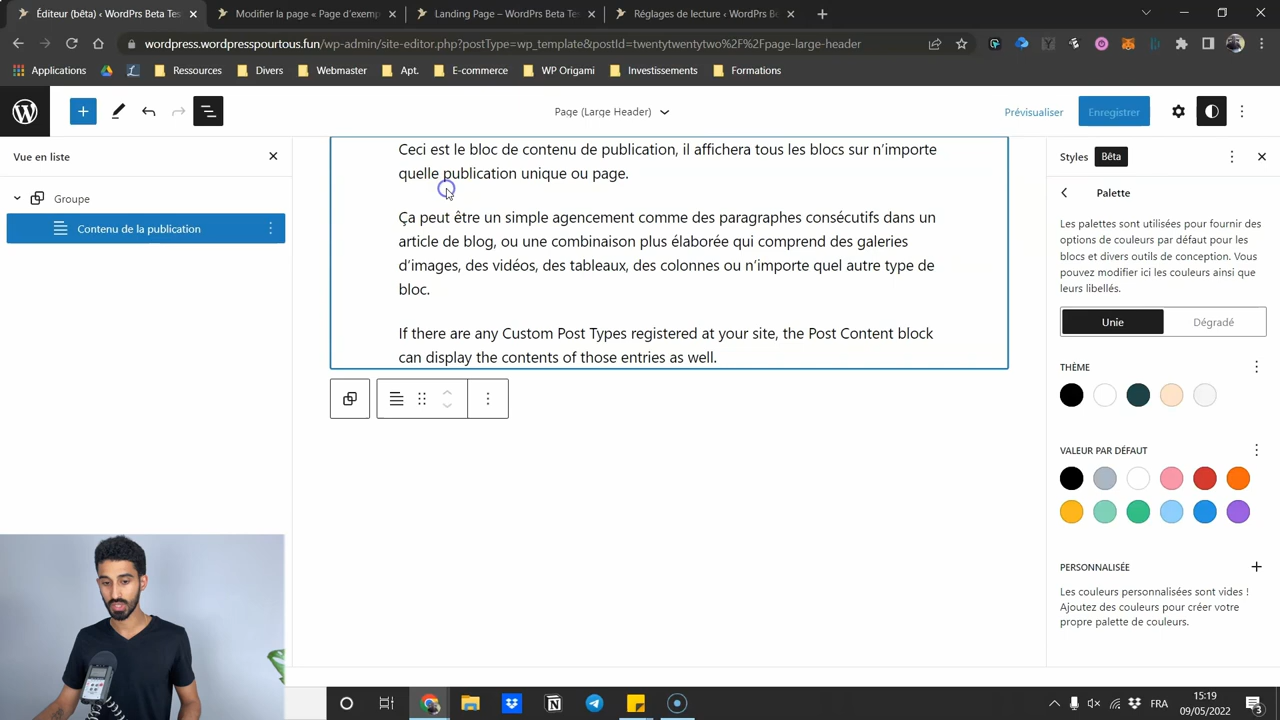 Éditeur (bêta) ‹ WordPrs Beta Tes
Modifier la page « Page d'exemp
Landing Page – WordPrs Beta Tes
Réglages de lecture ‹ WordPrs Be
wordpress.wordpresspourtous.fun/wp-admin/site-editor.php?postType=wp_template&postId=twentytwentytwo%2F%2Fpage-large-header
Applications
Ressources
Divers
Webmaster
Apt.
E-commerce
WP Origami
Investissements
Formations
Page (Large Header)
Prévisualiser
Enregistrer
Vue en liste
Groupe
Contenu de la publication
Ceci est le bloc de contenu de publication, il affichera tous les blocs sur n'importe
quelle publication unique ou page.
Ça peut être un simple agencement comme des paragraphes consécutifs dans un
article de blog, ou une combinaison plus élaborée qui comprend des galeries
d'images, des vidéos, des tableaux, des colonnes ou n'importe quel autre type de
bloc.
If there are any Custom Post Types registered at your site, the Post Content block
can display the contents of those entries as well.
Styles
Bêta
Palette
Les palettes sont utilisées pour fournir des
options de couleurs par défaut pour les
blocs et divers outils de conception. Vous
pouvez modifier ici les couleurs ainsi que
leurs libellés.
Unie
Dégradé
THÈME
VALEUR PAR DÉFAUT
PERSONNALISÉE
Les couleurs personnalisées sont vides !
Ajoutez des couleurs pour créer votre
propre palette de couleurs.
FRA
15:19
09/05/2022
3